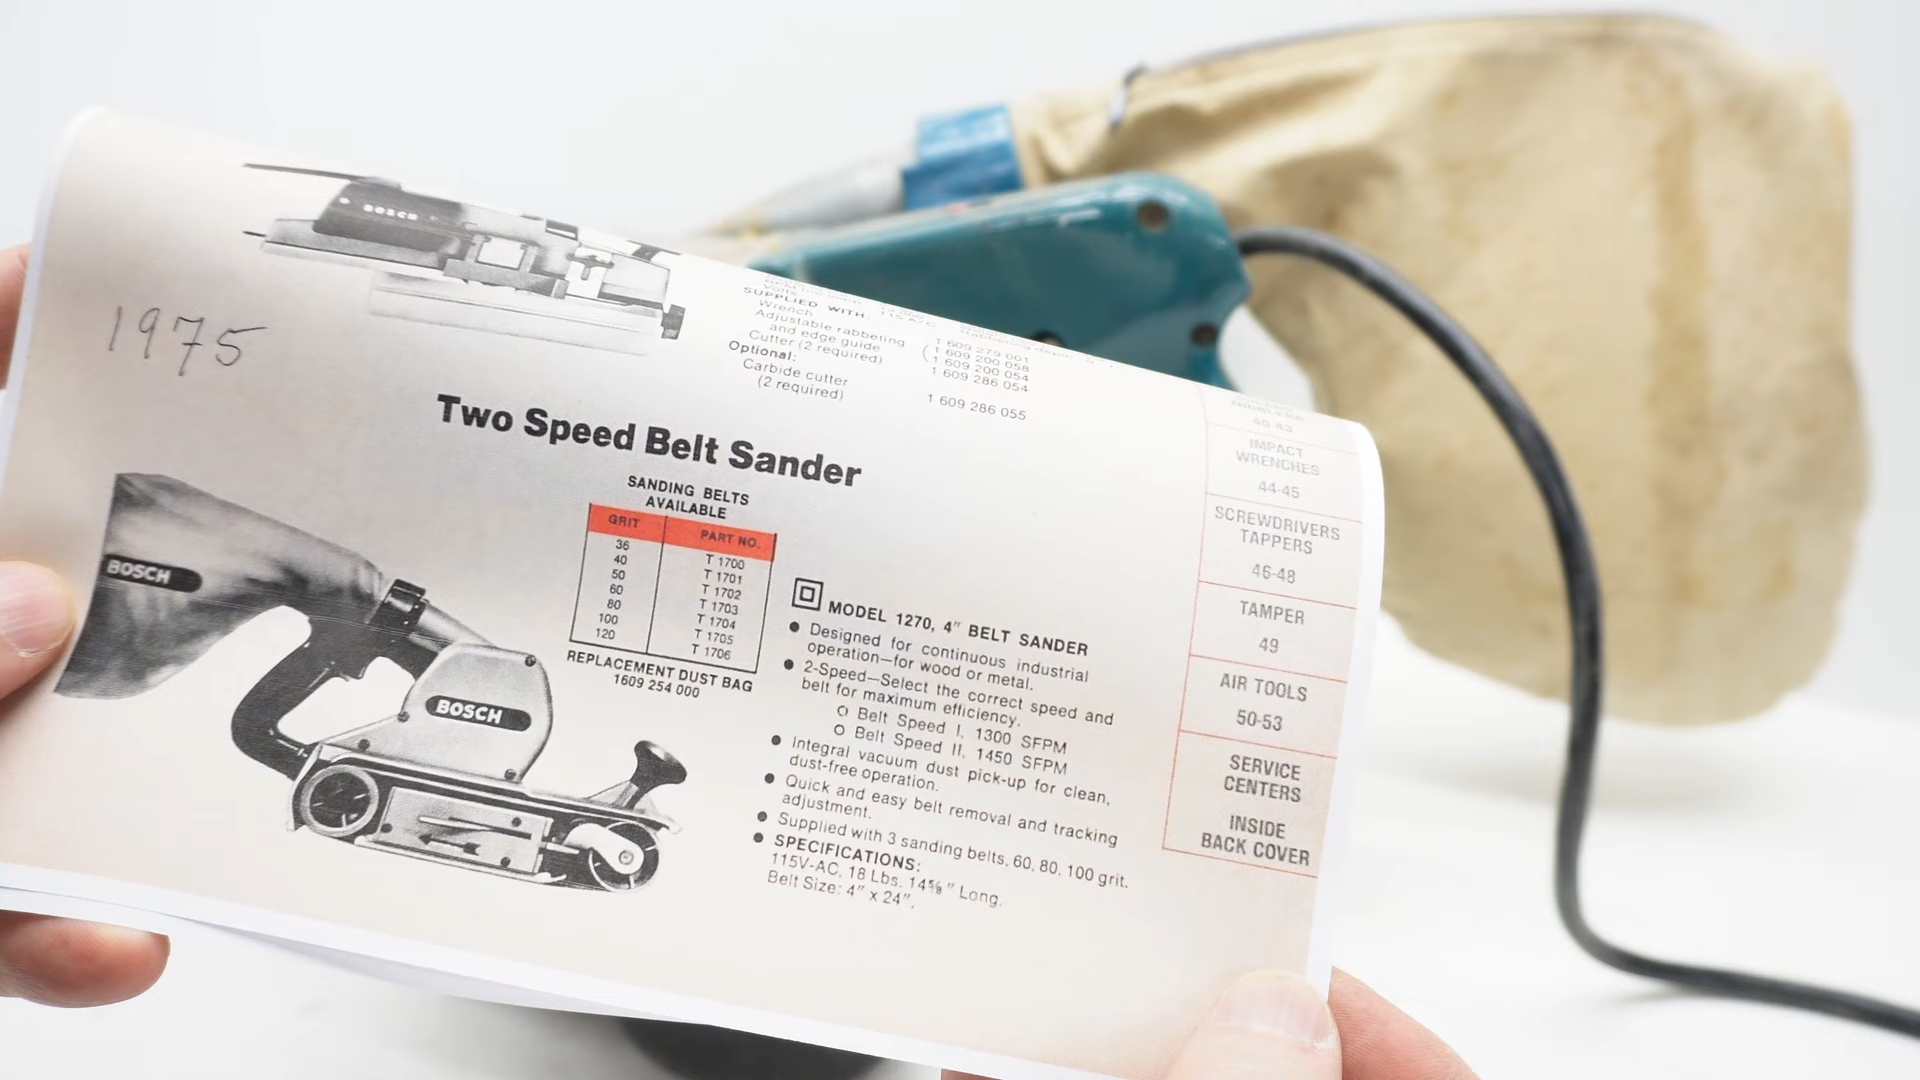 BOSCH
1975
SUPPLIED WITH: 115 A/C
Wrench
Adjustable rabbeting
and edge guide
Cutter (2 required)
Optional:
Carbide cutter
(2 required)
1 609 279 001
1 609 200 058
1 609 200 054
1 609 286 054
1 609 286 055
Two Speed Belt Sander
SANDING BELTS
AVAILABLE
GRIT PART NO.
36 T 1700
40 T 1701
50 T 1702
60 T 1703
80 T 1704
100 T 1705
120 T 1706
REPLACEMENT DUST BAG
1609 254 000
BOSCH
BOSCH
MODEL 1270, 4" BELT SANDER
● Designed for continuous industrial
operation—for wood or metal.
● 2-Speed—Select the correct speed and
belt for maximum efficiency.
○ Belt Speed I, 1300 SFPM
○ Belt Speed II, 1450 SFPM
● Integral vacuum dust pick-up for clean,
dust-free operation.
● Quick and easy belt removal and tracking
adjustment.
● Supplied with 3 sanding belts, 60, 80, 100 grit.
● SPECIFICATIONS:
115V-AC, 18 Lbs, 14⅝" Long.
Belt Size: 4" x 24".
40-43
IMPACT
WRENCHES
44-45
SCREWDRIVERS
TAPPERS
46-48
TAMPER
49
AIR TOOLS
50-53
SERVICE
CENTERS
INSIDE
BACK COVER